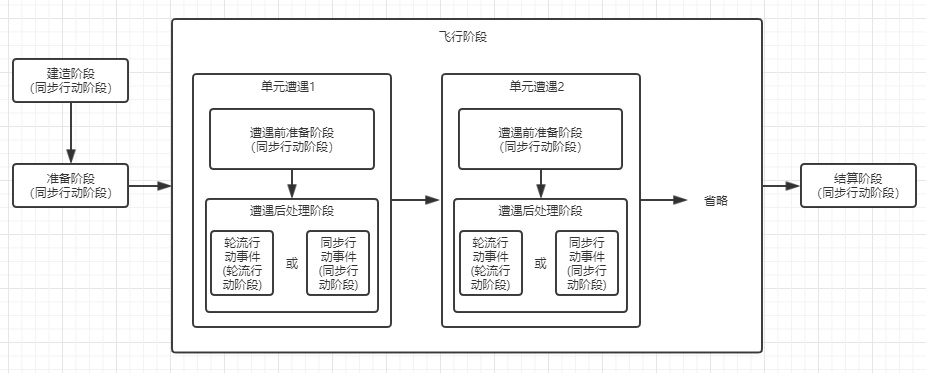 建造阶段
（同步行动阶段）
准备阶段
（同步行动阶段）
飞行阶段
单元遭遇1
遭遇前准备阶段
（同步行动阶段）
遭遇后处理阶段
轮流行
动事件
(轮流行
动阶段)
或
同步行
动事件
(同步行
动阶段)
单元遭遇2
遭遇前准备阶段
（同步行动阶段）
遭遇后处理阶段
轮流行
动事件
(轮流行
动阶段)
或
同步行
动事件
(同步行
动阶段)
省略
结算阶段
（同步行动阶段）